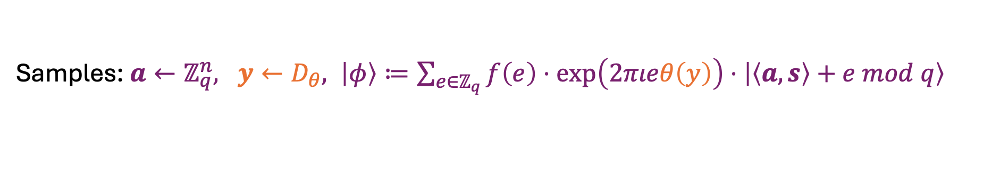 Samples: 𝒂 ← ℤ_q^n, 𝒚 ← D_θ, |ϕ⟩ ≔ ∑_{e∈ℤ_q} f(e) · exp(2πιeθ(y)) · |⟨𝒂, 𝒔⟩ + e mod q⟩